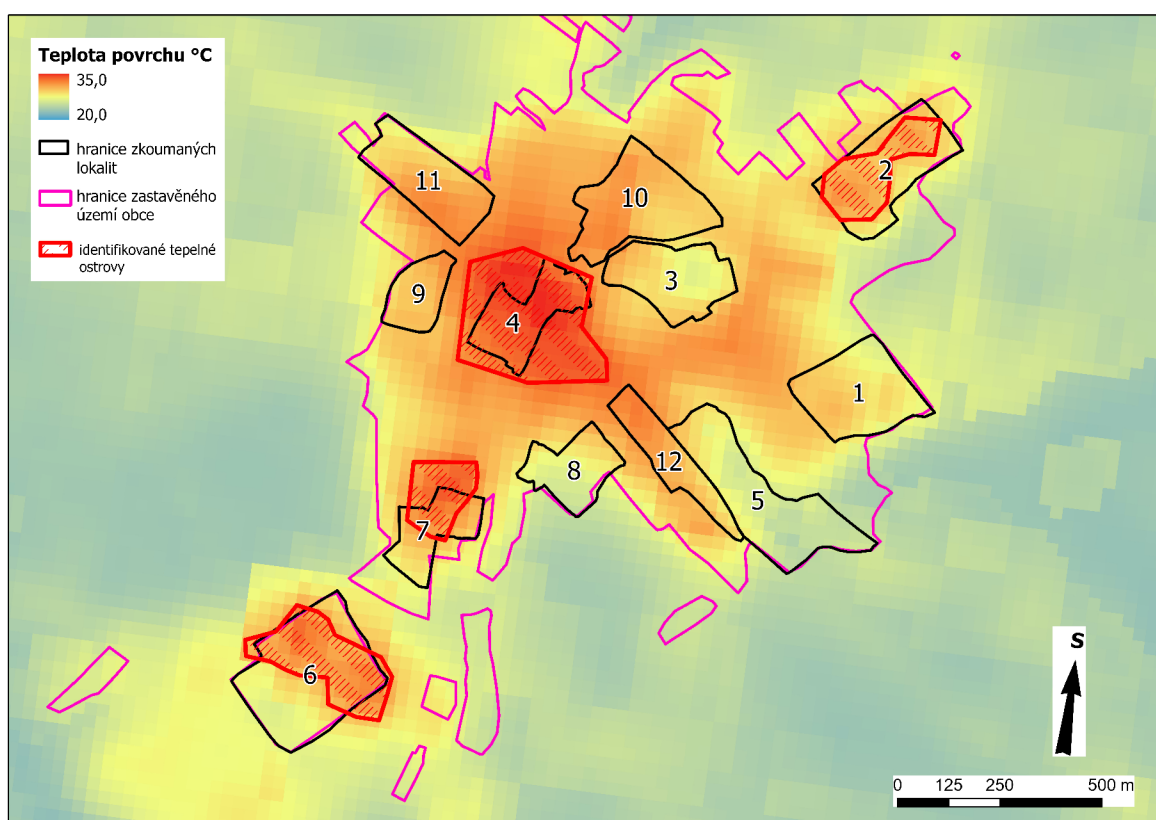 Teplota povrchu °C
35,0
20,0
hranice zkoumaných
lokalit
hranice zastavěného
území obce
identifikované tepelné
ostrovy
11
10
2
9
3
4
1
12
8
5
7
6
S
0 125 250 500 m